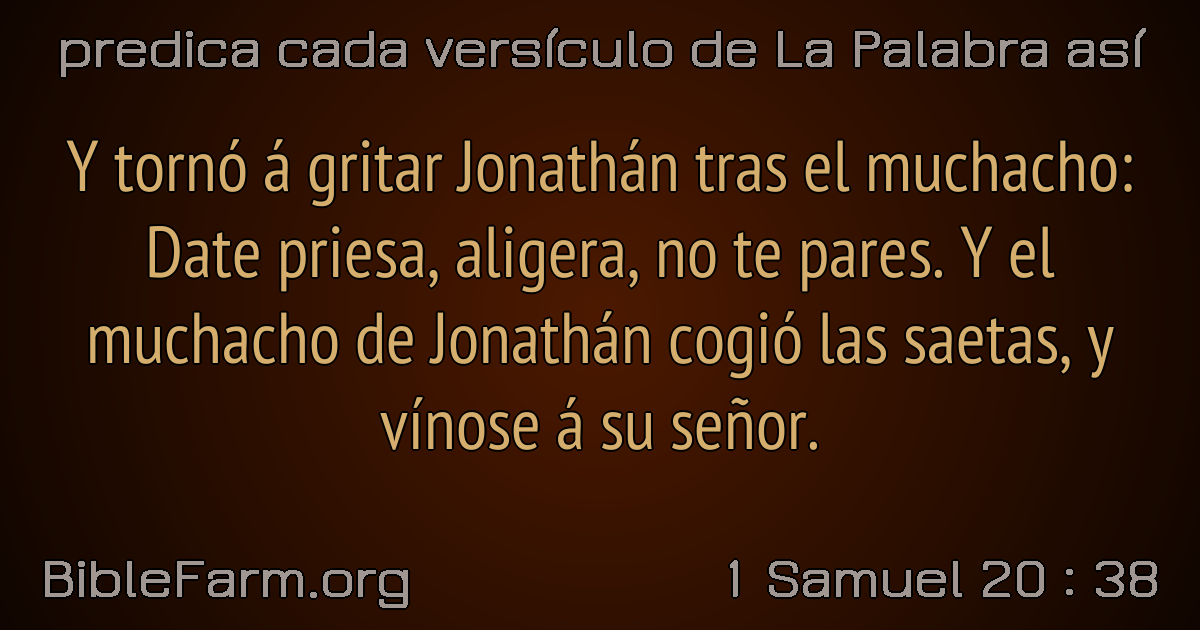 predica cada versículo de La Palabra así
Y tornó á gritar Jonathán tras el muchacho:
Date priesa, aligera, no te pares. Y el
muchacho de Jonathán cogió las saetas, y
vínose á su señor.
BibleFarm.org
1 Samuel 20 : 38